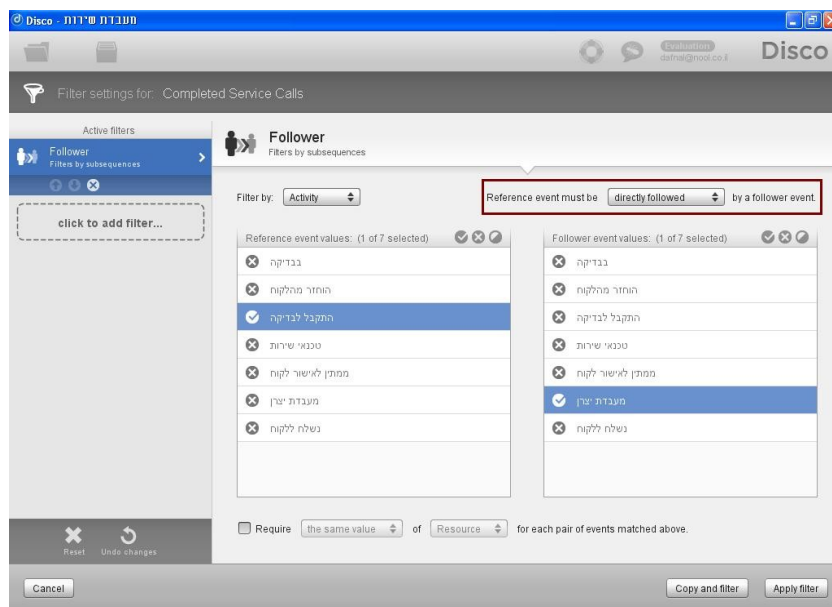 Disco - מעבדת שירות
Evaluation
dafnai@nool.co.il
Disco
Filter settings for: Completed Service Calls
Active filters
Follower
Filters by subsequences
click to add filter...
Follower
Filters by subsequences
Filter by: Activity
Reference event must be directly followed by a follower event.
Reference event values: (1 of 7 selected)
בבדיקה
הוחזר מהלקוח
התקבל לבדיקה
טכנאי שירות
ממתין לאישור לקוח
מעבדת יצרן
נשלח ללקוח
Follower event values: (1 of 7 selected)
בבדיקה
הוחזר מהלקוח
התקבל לבדיקה
טכנאי שירות
ממתין לאישור לקוח
מעבדת יצרן
נשלח ללקוח
Require the same value of Resource for each pair of events matched above.
Reset Undo changes
Cancel Copy and filter Apply filter